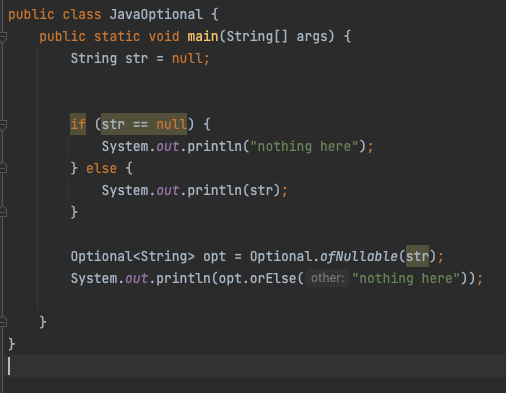 public class JavaOptional {
    public static void main(String[] args) {
        String str = null;
        if (str == null) {
            System.out.println("nothing here");
        } else {
            System.out.println(str);
        }
        Optional<String> opt = Optional.ofNullable(str);
        System.out.println(opt.orElse( other: "nothing here"));
    }
}